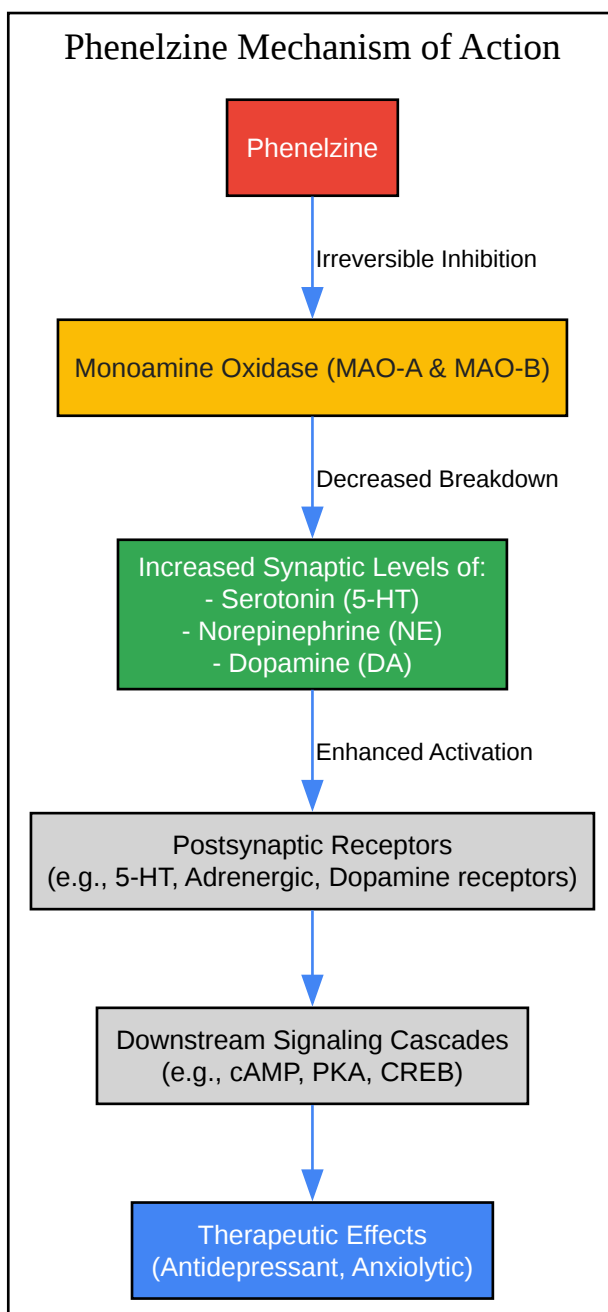 Phenelzine Mechanism of Action
Phenelzine
Irreversible Inhibition
Monoamine Oxidase (MAO-A & MAO-B)
Decreased Breakdown
Increased Synaptic Levels of:
- Serotonin (5-HT)
- Norepinephrine (NE)
- Dopamine (DA)
Enhanced Activation
Postsynaptic Receptors
(e.g., 5-HT, Adrenergic, Dopamine receptors)
Downstream Signaling Cascades
(e.g., cAMP, PKA, CREB)
Therapeutic Effects
(Antidepressant, Anxiolytic)